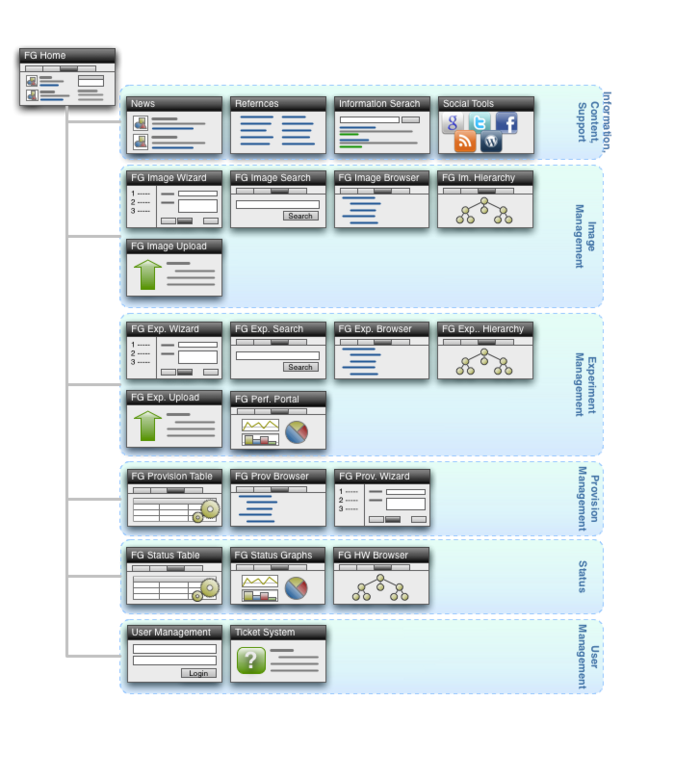 FG Home
News
Refernces
Information Serach
Social Tools
g
t
f
W
Information,
Content,
Support
FG Image Wizard
1
2
3
FG Image Search
Search
FG Image Browser
FG Im. Hierarchy
FG Image Upload
Image
Management
FG Exp. Wizard
1
2
3
FG Exp. Search
Search
FG Exp. Browser
FG Exp.. Hierarchy
FG Exp. Upload
FG Perf. Portal
Experiment
Management
FG Provision Table
FG Prov Browser
FG Prov. Wizard
1
2
3
Provision
Management
FG Status Table
FG Status Graphs
FG HW Browser
Status
User Management
Login
Ticket System
?
User
Management